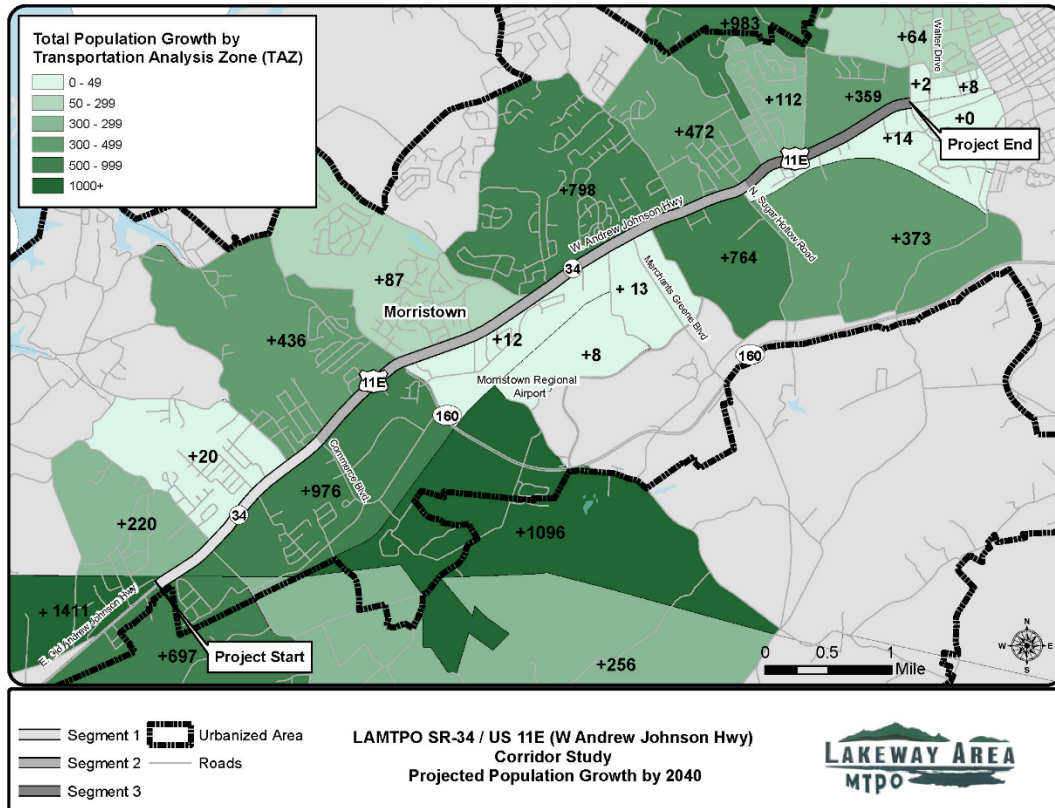 Total Population Growth by
Transportation Analysis Zone (TAZ)
0 - 49
50 - 299
300 - 299
300 - 499
500 - 999
1000+
+983
+64
Walter Drive
+2
+8
+112
+359
+0
+472
+14
Project End
11E
+798
W. Andrew Johnson Hwy
N. Sugar Hollow Road
+373
+764
34
+87
+ 13
Merchants Greene Blvd
Morristown
+436
+12
+8
160
11E
Morristown Regional
Airport
160
+20
Commerce Blvd.
+976
34
+220
+1096
+ 1411
E. Old Andrew Johnson Hwy
+697
Project Start
+256
0 0.5 1
Mile
N
W E
S
Segment 1
Urbanized Area
Segment 2
Roads
Segment 3
LAMTPO SR-34 / US 11E (W Andrew Johnson Hwy)
Corridor Study
Projected Population Growth by 2040
LAKEWAY AREA
MTPO